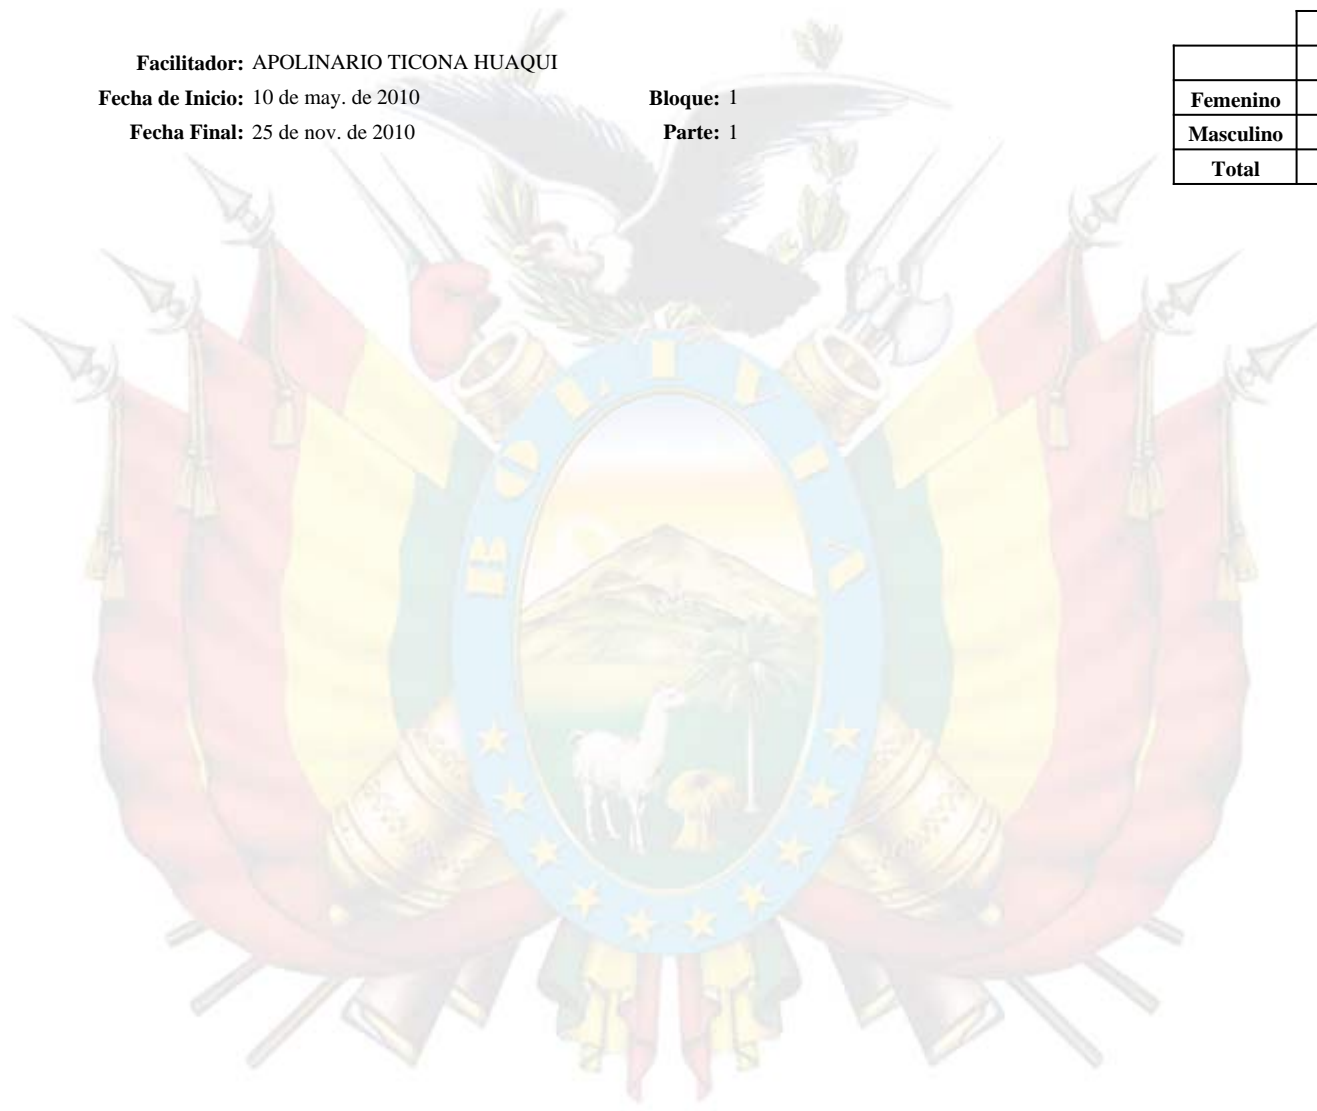 Facilitador: APOLINARIO TICONA HUAQUI
Fecha de Inicio: 10 de may. de 2010 Bloque: 1
Fecha Final: 25 de nov. de 2010 Parte: 1
Femenino
Masculino
Total
BOLIVIA